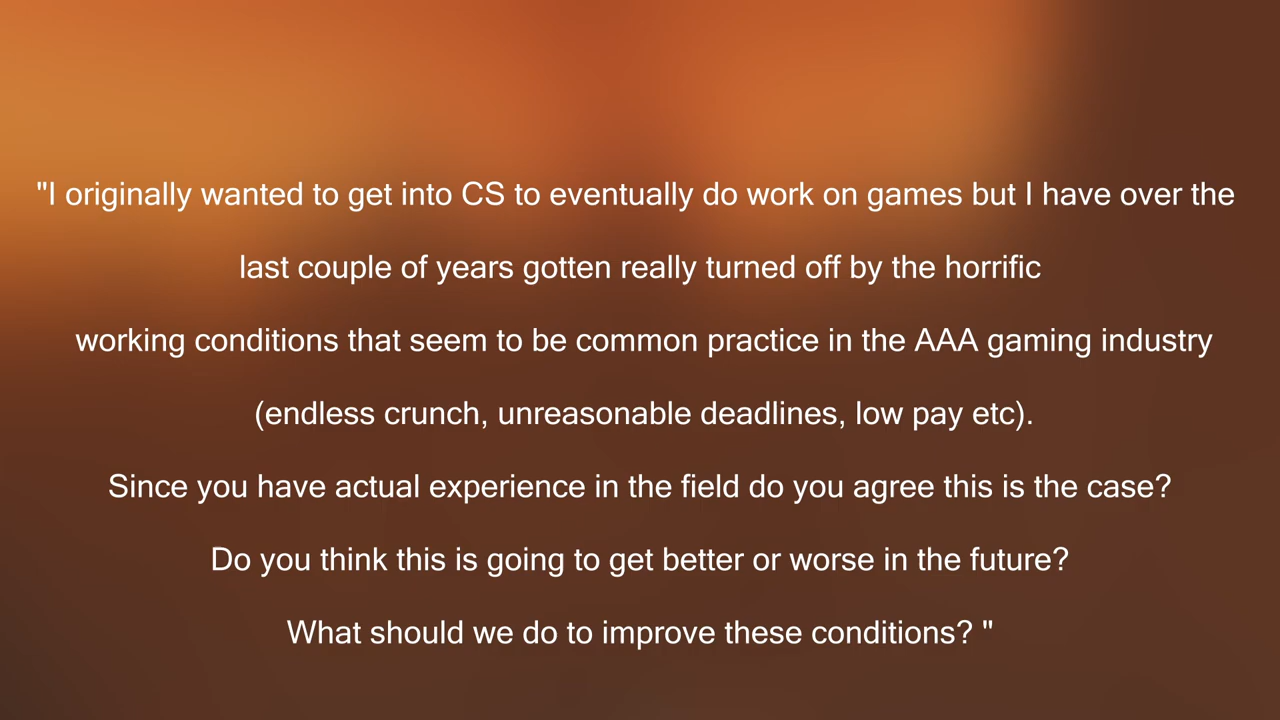 "I originally wanted to get into CS to eventually do work on games but I have over the
last couple of years gotten really turned off by the horrific
working conditions that seem to be common practice in the AAA gaming industry
(endless crunch, unreasonable deadlines, low pay etc).
Since you have actual experience in the field do you agree this is the case?
Do you think this is going to get better or worse in the future?
What should we do to improve these conditions? "